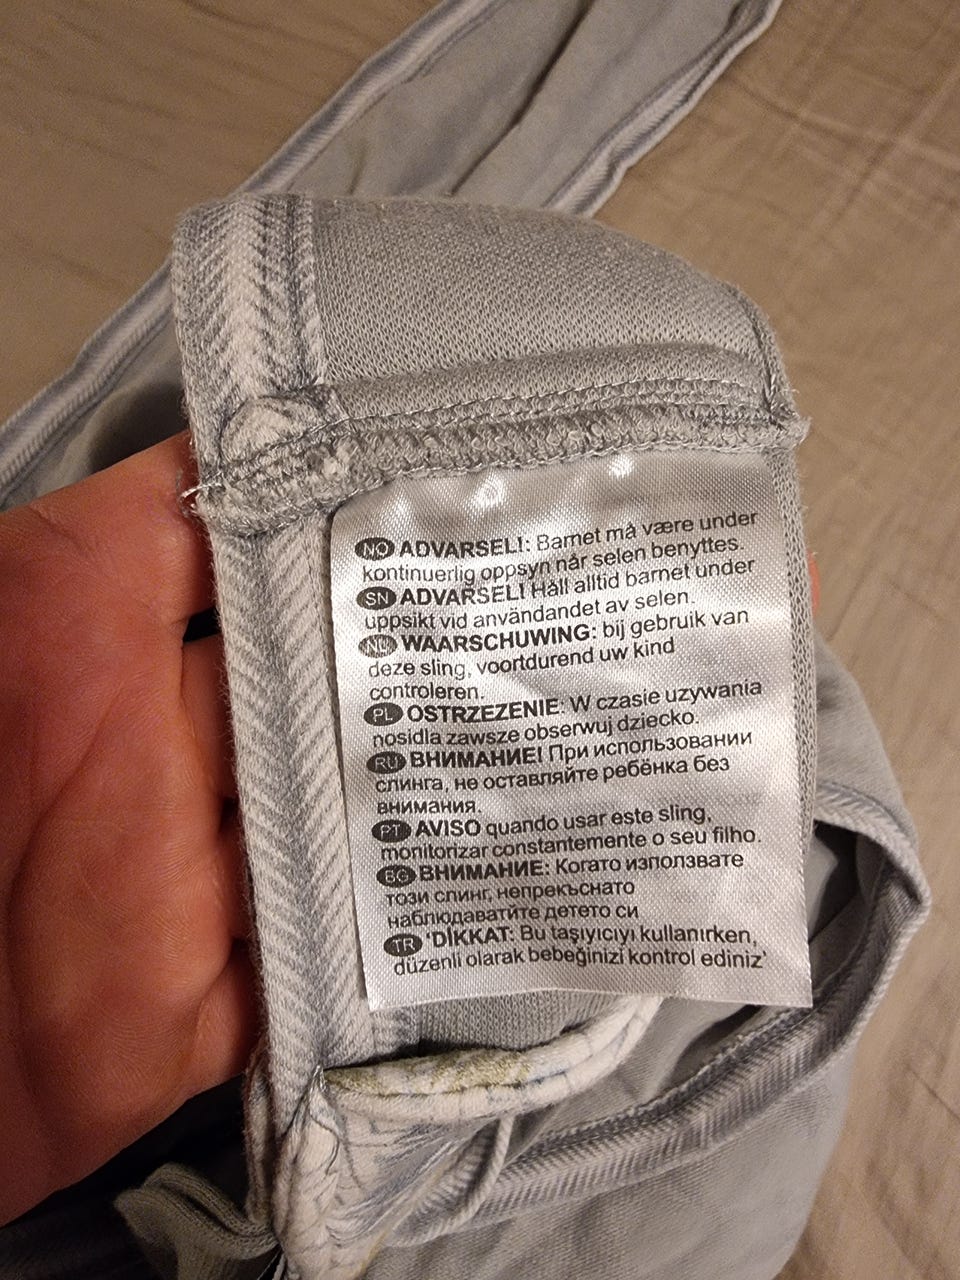 NO ADVARSEL!: Barnet må være under
kontinuerlig oppsyn når selen benyttes.
SN ADVARSEL! Håll alltid barnet under
uppsikt vid användandet av selen.
NL WAARSCHUWING: bij gebruik van
deze sling, voortdurend uw kind
controleren.
PL OSTRZEZENIE: W czasie uzywania
nosidla zawsze obserwuj dziecko.
RU ВНИМАНИЕ! При использовании
слинга, не оставляйте ребёнка без
внимания.
PT AVISO quando usar este sling,
monitorizar constantemente o seu filho.
BG ВНИМАНИЕ: Когато използвате
този слинг, непрекъснато
наблюдаватйте детето си
TR 'DİKKAT: Bu taşıyıcıyı kullanırken,
düzenli olarak bebeğinizi kontrol ediniz'